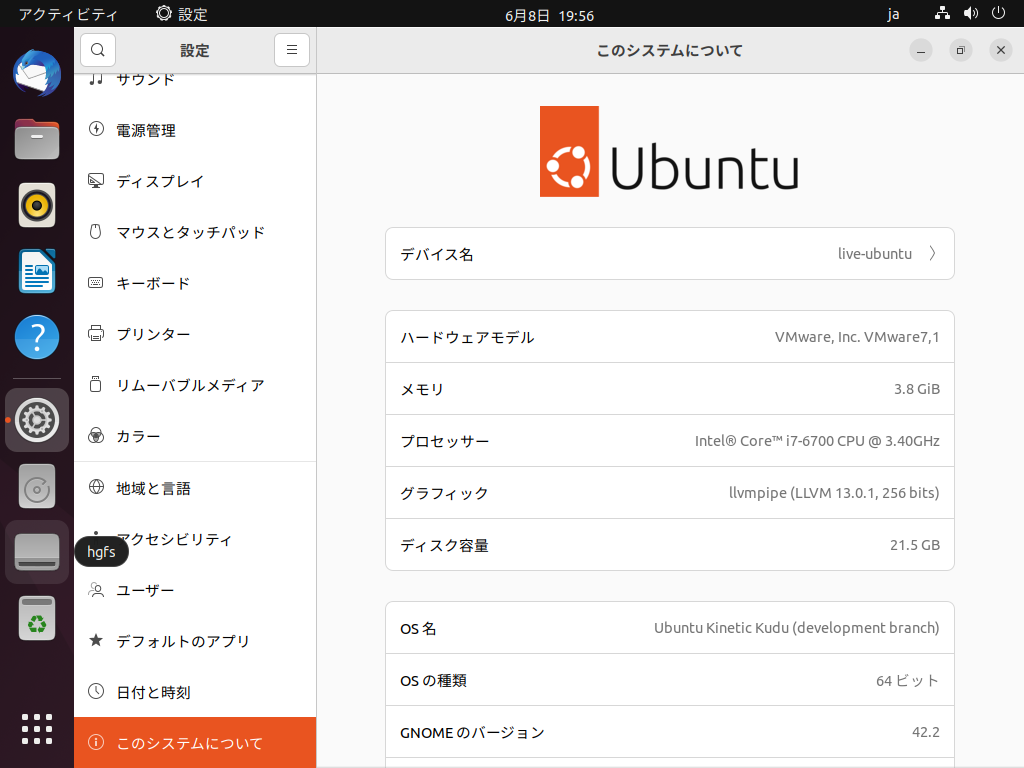 アクティビティ
設定
6月8日 19:56
ja
設定
このシステムについて
サウンド
電源管理
ディスプレイ
マウスとタッチパッド
キーボード
プリンター
リムーバブルメディア
カラー
地域と言語
アクセシビリティ
hgfs
ユーザー
デフォルトのアプリ
日付と時刻
このシステムについて
Ubuntu
デバイス名 live-ubuntu
ハードウェアモデル VMware, Inc. VMware7,1
メモリ 3.8 GiB
プロセッサー Intel® Core™ i7-6700 CPU @ 3.40GHz
グラフィック llvmpipe (LLVM 13.0.1, 256 bits)
ディスク容量 21.5 GB
OS 名 Ubuntu Kinetic Kudu (development branch)
OS の種類 64 ビット
GNOME のバージョン 42.2